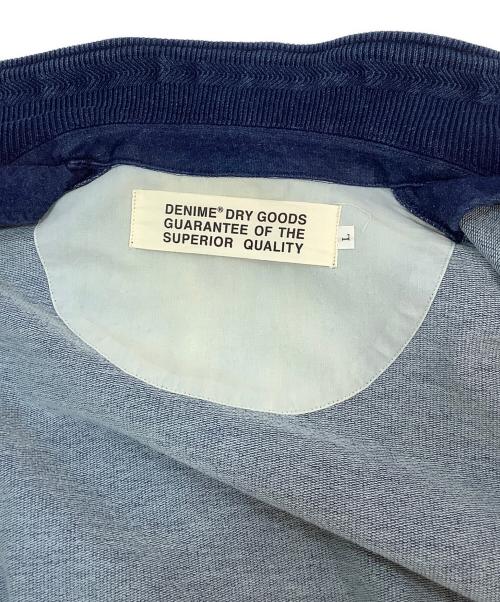 DENIME® DRY GOODS
GUARANTEE OF THE
SUPERIOR QUALITY
L